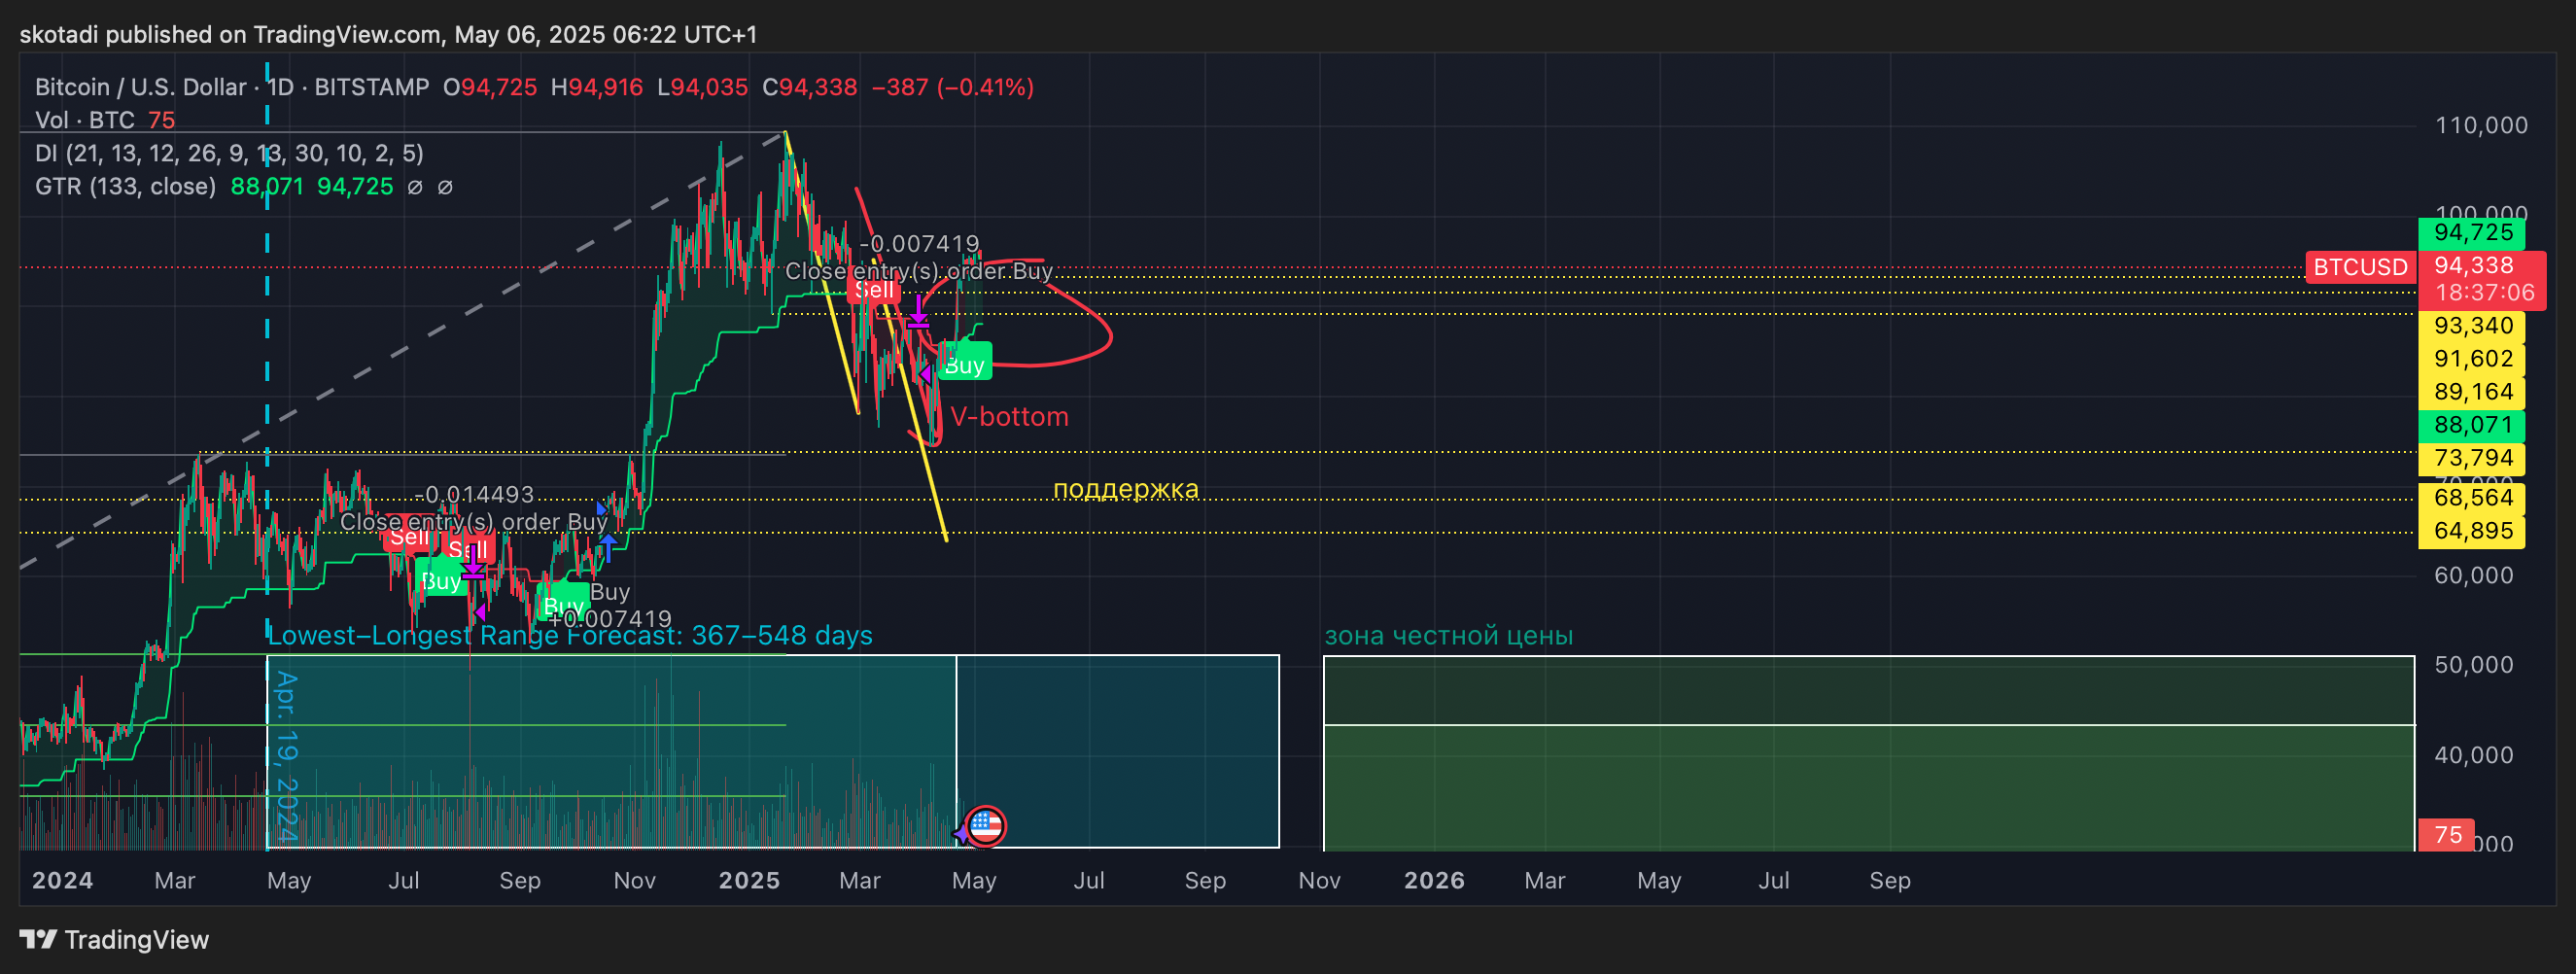 skotadi published on TradingView.com, May 06, 2025 06:22 UTC+1
Bitcoin / U.S. Dollar · 1D · BITSTAMP O94,725 H94,916 L94,035 C94,338 −387 (−0.41%)
Vol · BTC 75
DI (21, 13, 12, 26, 9, 13, 30, 10, 2, 5)
GTR (133, close) 88,071 94,725 ∅ ∅
110,000
100,000
94,725
BTCUSD 94,338
18:37:06
93,340
91,602
89,164
88,071
73,794
68,564
64,895
60,000
50,000
40,000
75
-0.007419
Close entry(s) order Buy
Sell
Buy
V-bottom
поддержка
-0.014493
Close entry(s) order Buy
Sell
Sell
Buy
Buy
Buy
+0.007419
Lowest–Longest Range Forecast: 367–548 days
зона честной цены
Apr. 19, 2024
2024 Mar May Jul Sep Nov 2025 Mar May Jul Sep Nov 2026 Mar May Jul Sep
TradingView